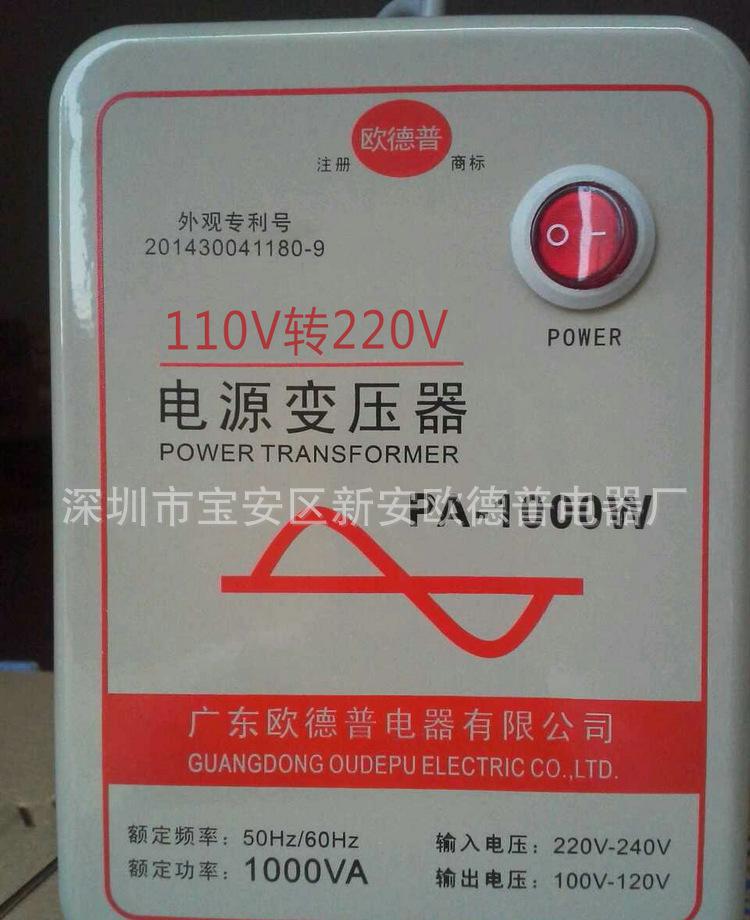 欧德普
注册 商标
外观专利号
201430041180-9
POWER
110V转220V
电源变压器
POWER TRANSFORMER
PA-1000W
深圳市宝安区新安欧德普电器厂
广东欧德普电器有限公司
GUANGDONG OUDEPU ELECTRIC CO.,LTD.
额定频率：50Hz/60Hz 输入电压：220V-240V
额定功率：1000VA 输出电压：100V-120V